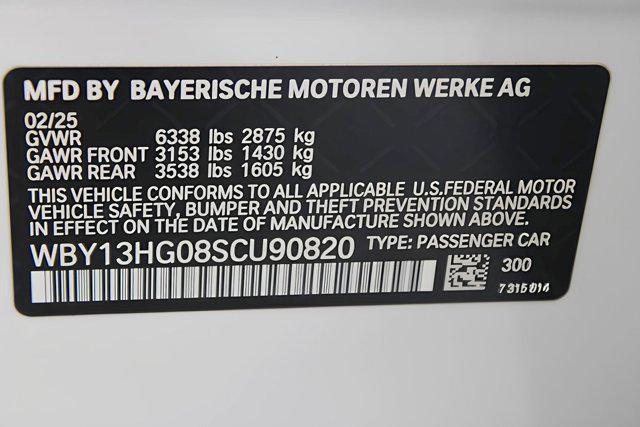 MFD BY BAYERISCHE MOTOREN WERKE AG
02/25
GVWR 6338 lbs 2875 kg
GAWR FRONT 3153 lbs 1430 kg
GAWR REAR 3538 lbs 1605 kg
THIS VEHICLE CONFORMS TO ALL APPLICABLE U.S.FEDERAL MOTOR
VEHICLE SAFETY, BUMPER AND THEFT PREVENTION STANDARDS
IN EFFECT ON THE DATE OF MANUFACTURE SHOWN ABOVE.
WBY13HG08SCU90820 TYPE: PASSENGER CAR
300